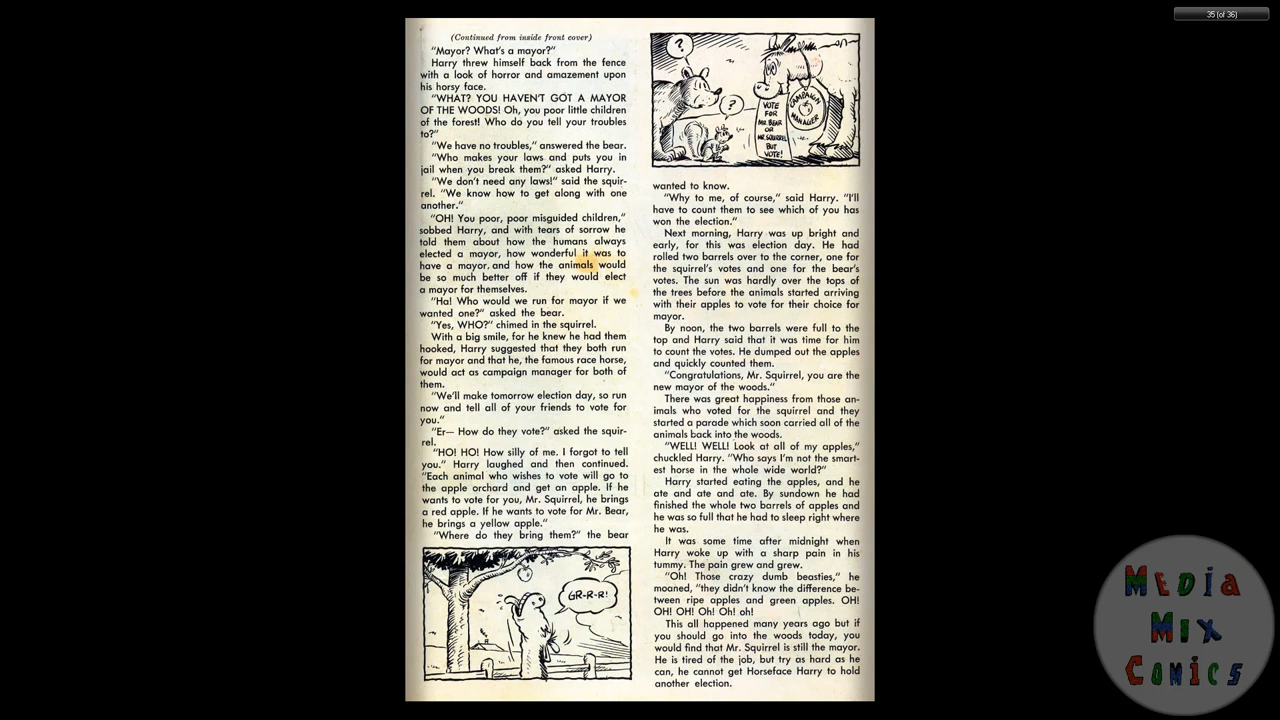 35 (of 36)
(Continued from inside front cover)
"Mayor? What's a mayor?"
Harry threw himself back from the fence
with a look of horror and amazement upon
his horsy face.
"WHAT? YOU HAVEN'T GOT A MAYOR
OF THE WOODS! Oh, you poor little children
of the forest! Who do you tell your troubles
to?"
"We have no troubles," answered the bear.
"Who makes your laws and puts you in
jail when you break them?" asked Harry.
"We don't need any laws!" said the squir-
rel. "We know how to get along with one
another."
"OH! You poor, poor misguided children,"
sobbed Harry, and with tears of sorrow he
told them about how the humans always
elected a mayor, how wonderful it was to
have a mayor, and how the animals would
be so much better off if they would elect
a mayor for themselves.
"Ha! Who would we run for mayor if we
wanted one?" asked the bear.
"Yes, WHO?" chimed in the squirrel.
With a big smile, for he knew he had them
hooked, Harry suggested that they both run
for mayor and that he, the famous race horse,
would act as campaign manager for both of
them.
"We'll make tomorrow election day, so run
now and tell all of your friends to vote for
you."
"Er— How do they vote?" asked the squir-
rel.
"HO! HO! How silly of me. I forgot to tell
you." Harry laughed and then continued.
"Each animal who wishes to vote will go to
the apple orchard and get an apple. If he
wants to vote for you, Mr. Squirrel, he brings
a red apple. If he wants to vote for Mr. Bear,
he brings a yellow apple."
"Where do they bring them?" the bear
GR-R-R!
?
?
VOTE
FOR
MR. BEAR
OR
MR. SQUIRREL
BUT
VOTE!
CAMPAIGN
MANAGER
wanted to know.
"Why to me, of course," said Harry. "I'll
have to count them to see which of you has
won the election."
Next morning, Harry was up bright and
early, for this was election day. He had
rolled two barrels over to the corner, one for
the squirrel's votes and one for the bear's
votes. The sun was hardly over the tops of
the trees before the animals started arriving
with their apples to vote for their choice for
mayor.
By noon, the two barrels were full to the
top and Harry said that it was time for him
to count the votes. He dumped out the apples
and quickly counted them.
"Congratulations, Mr. Squirrel, you are the
new mayor of the woods."
There was great happiness from those an-
imals who voted for the squirrel and they
started a parade which soon carried all of the
animals back into the woods.
"WELL! WELL! Look at all of my apples,"
chuckled Harry. "Who says I'm not the smart-
est horse in the whole wide world?"
Harry started eating the apples, and he
ate and ate and ate. By sundown he had
finished the whole two barrels of apples and
he was so full that he had to sleep right where
he was.
It was some time after midnight when
Harry woke up with a sharp pain in his
tummy. The pain grew and grew.
"Oh! Those crazy dumb beasties," he
moaned, "they didn't know the difference be-
tween ripe apples and green apples. OH!
OH! OH! Oh! Oh! oh!
This all happened many years ago but if
you should go into the woods today, you
would find that Mr. Squirrel is still the mayor.
He is tired of the job, but try as hard as he
can, he cannot get Horseface Harry to hold
another election.
MEDIA
MIX
COMICS